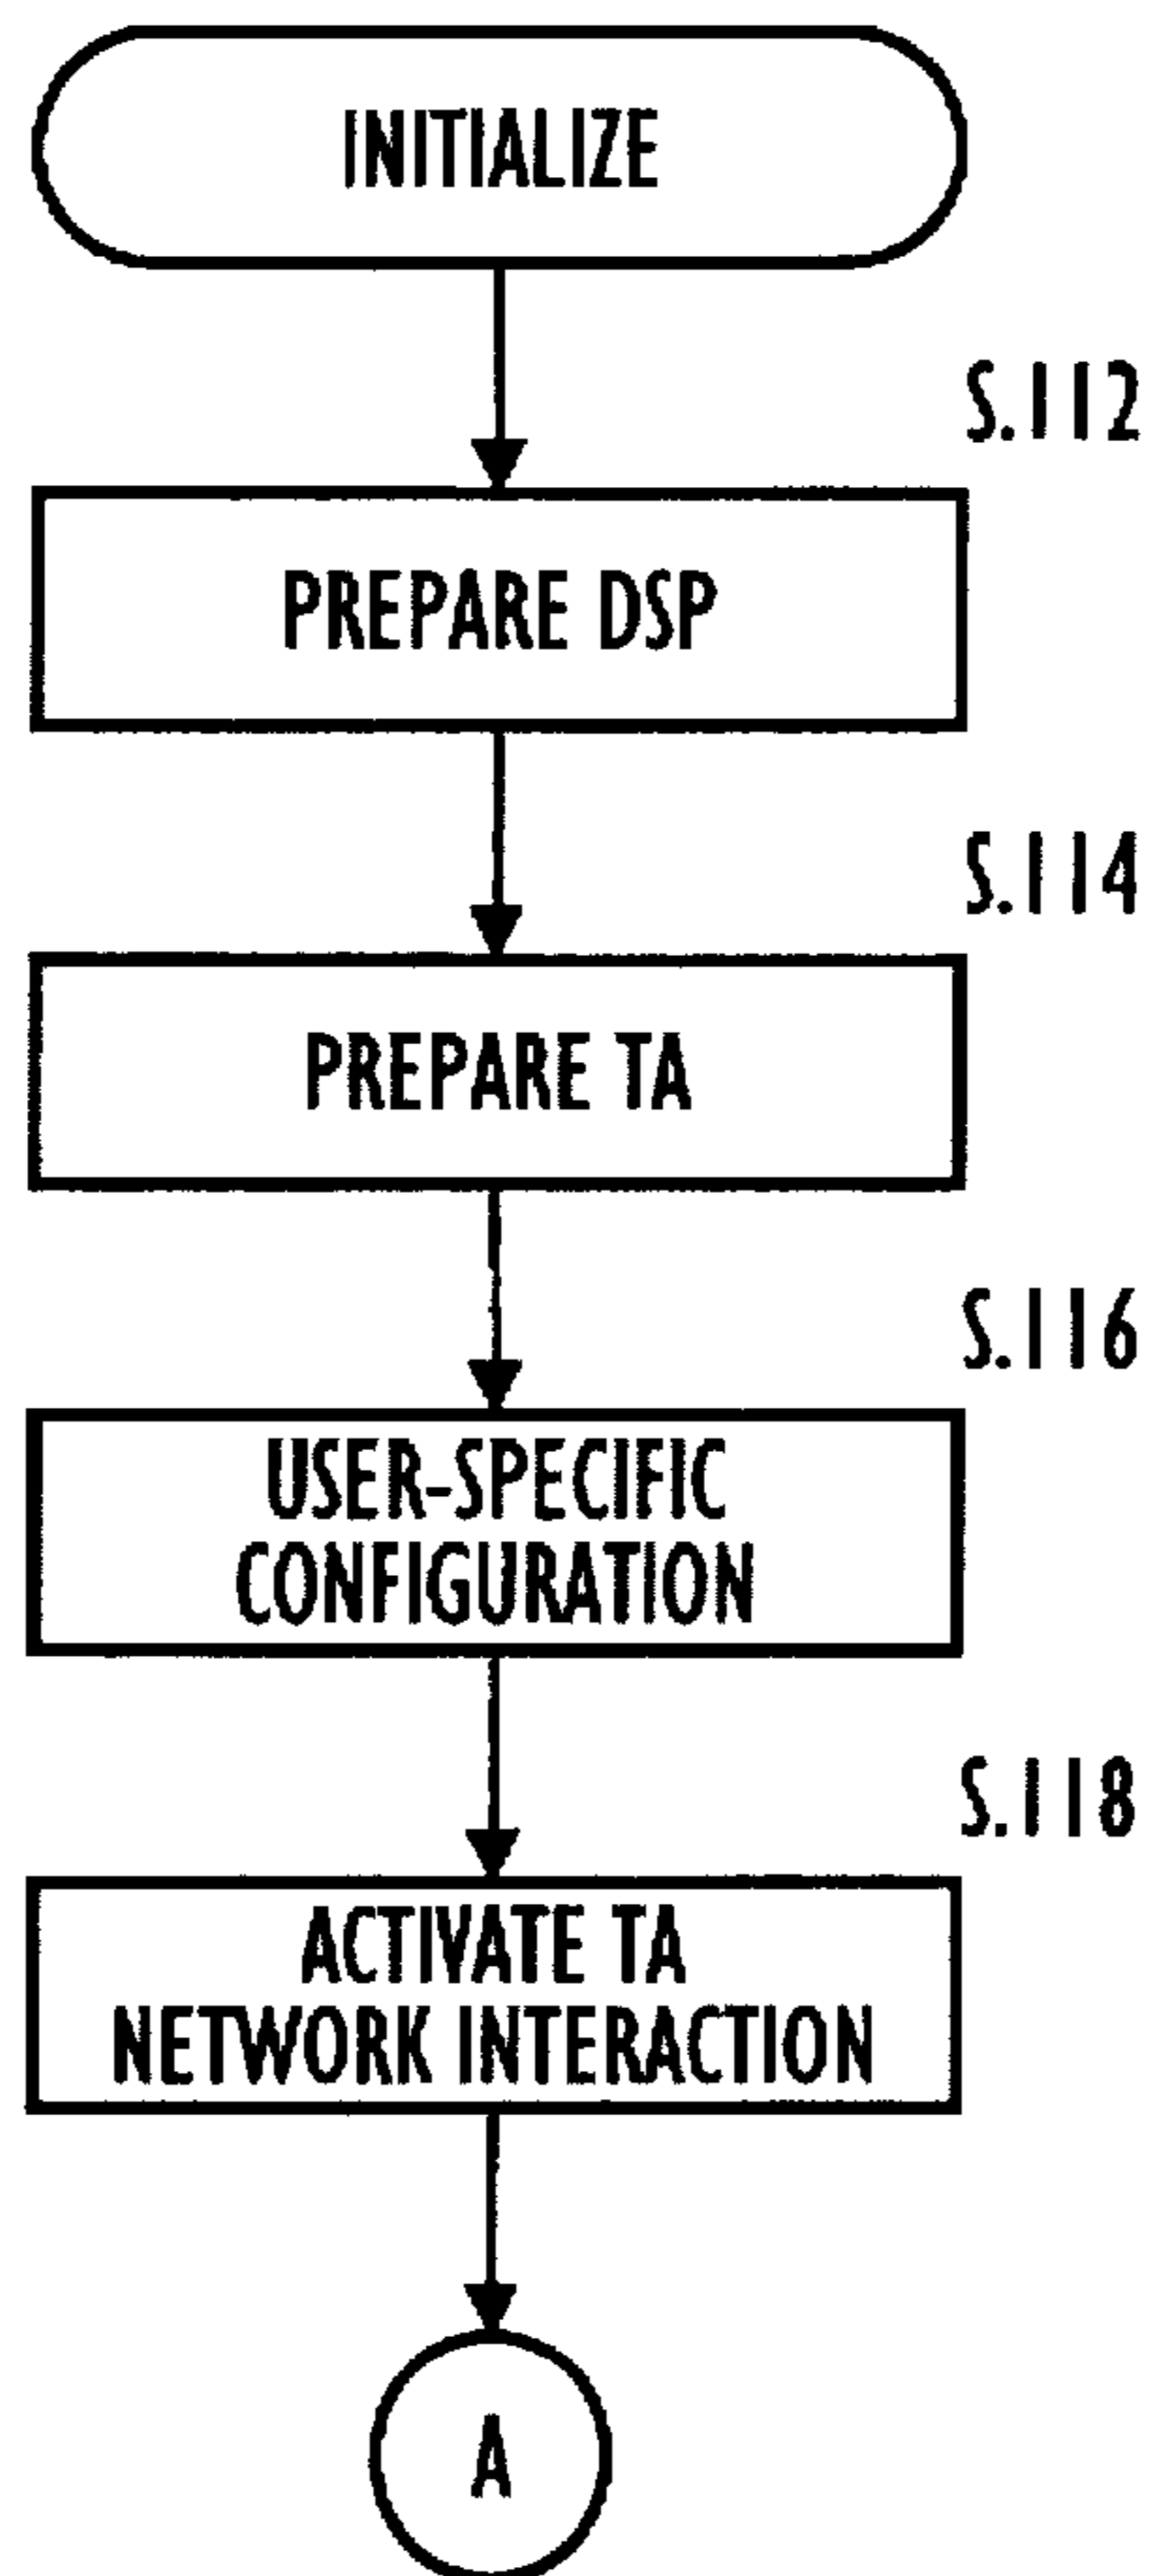 INITIALIZE
S.112
PREPARE DSP
S.114
PREPARE TA
S.116
USER-SPECIFIC
CONFIGURATION
S.118
ACTIVATE TA
NETWORK INTERACTION
A